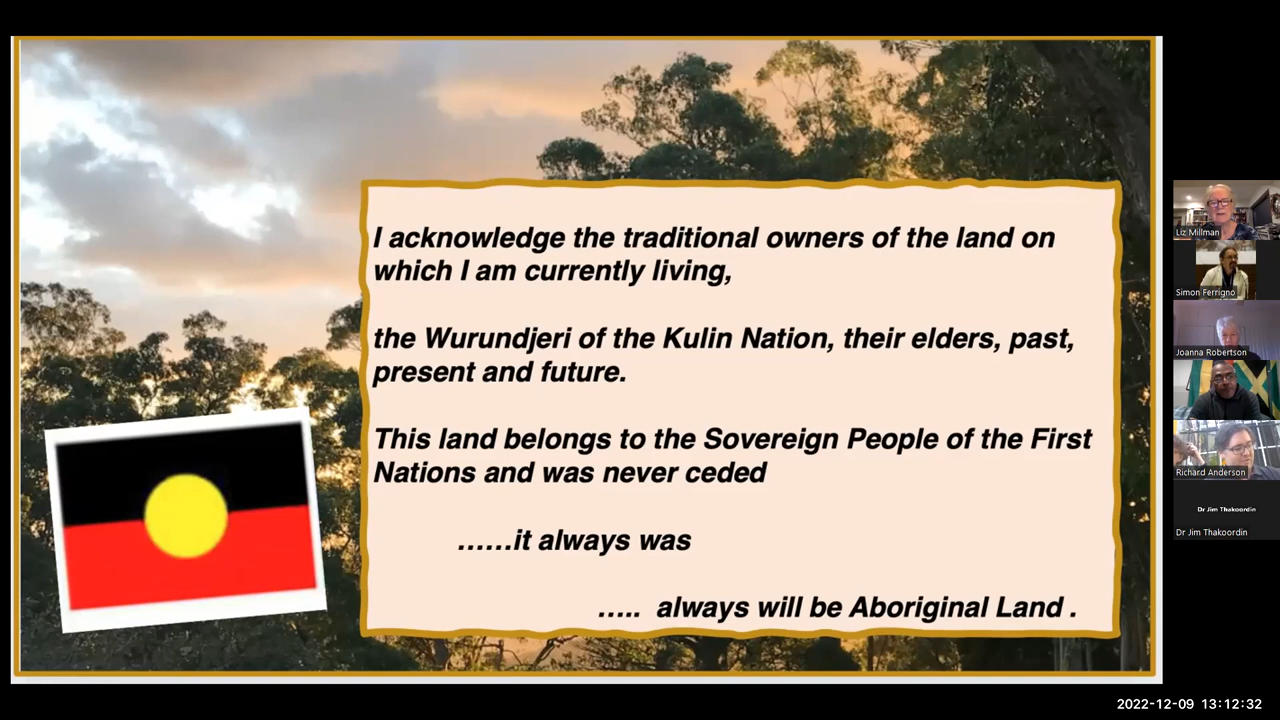 I acknowledge the traditional owners of the land on
which I am currently living,
the Wurundjeri of the Kulin Nation, their elders, past,
present and future.
This land belongs to the Sovereign People of the First
Nations and was never ceded
......it always was
..... always will be Aboriginal Land .
Liz Millman
Simon Ferrigno
Joanna Robertson
Richard Anderson
Dr Jim Thakoordin
Dr Jim Thakoordin
2022-12-09 13:12:32